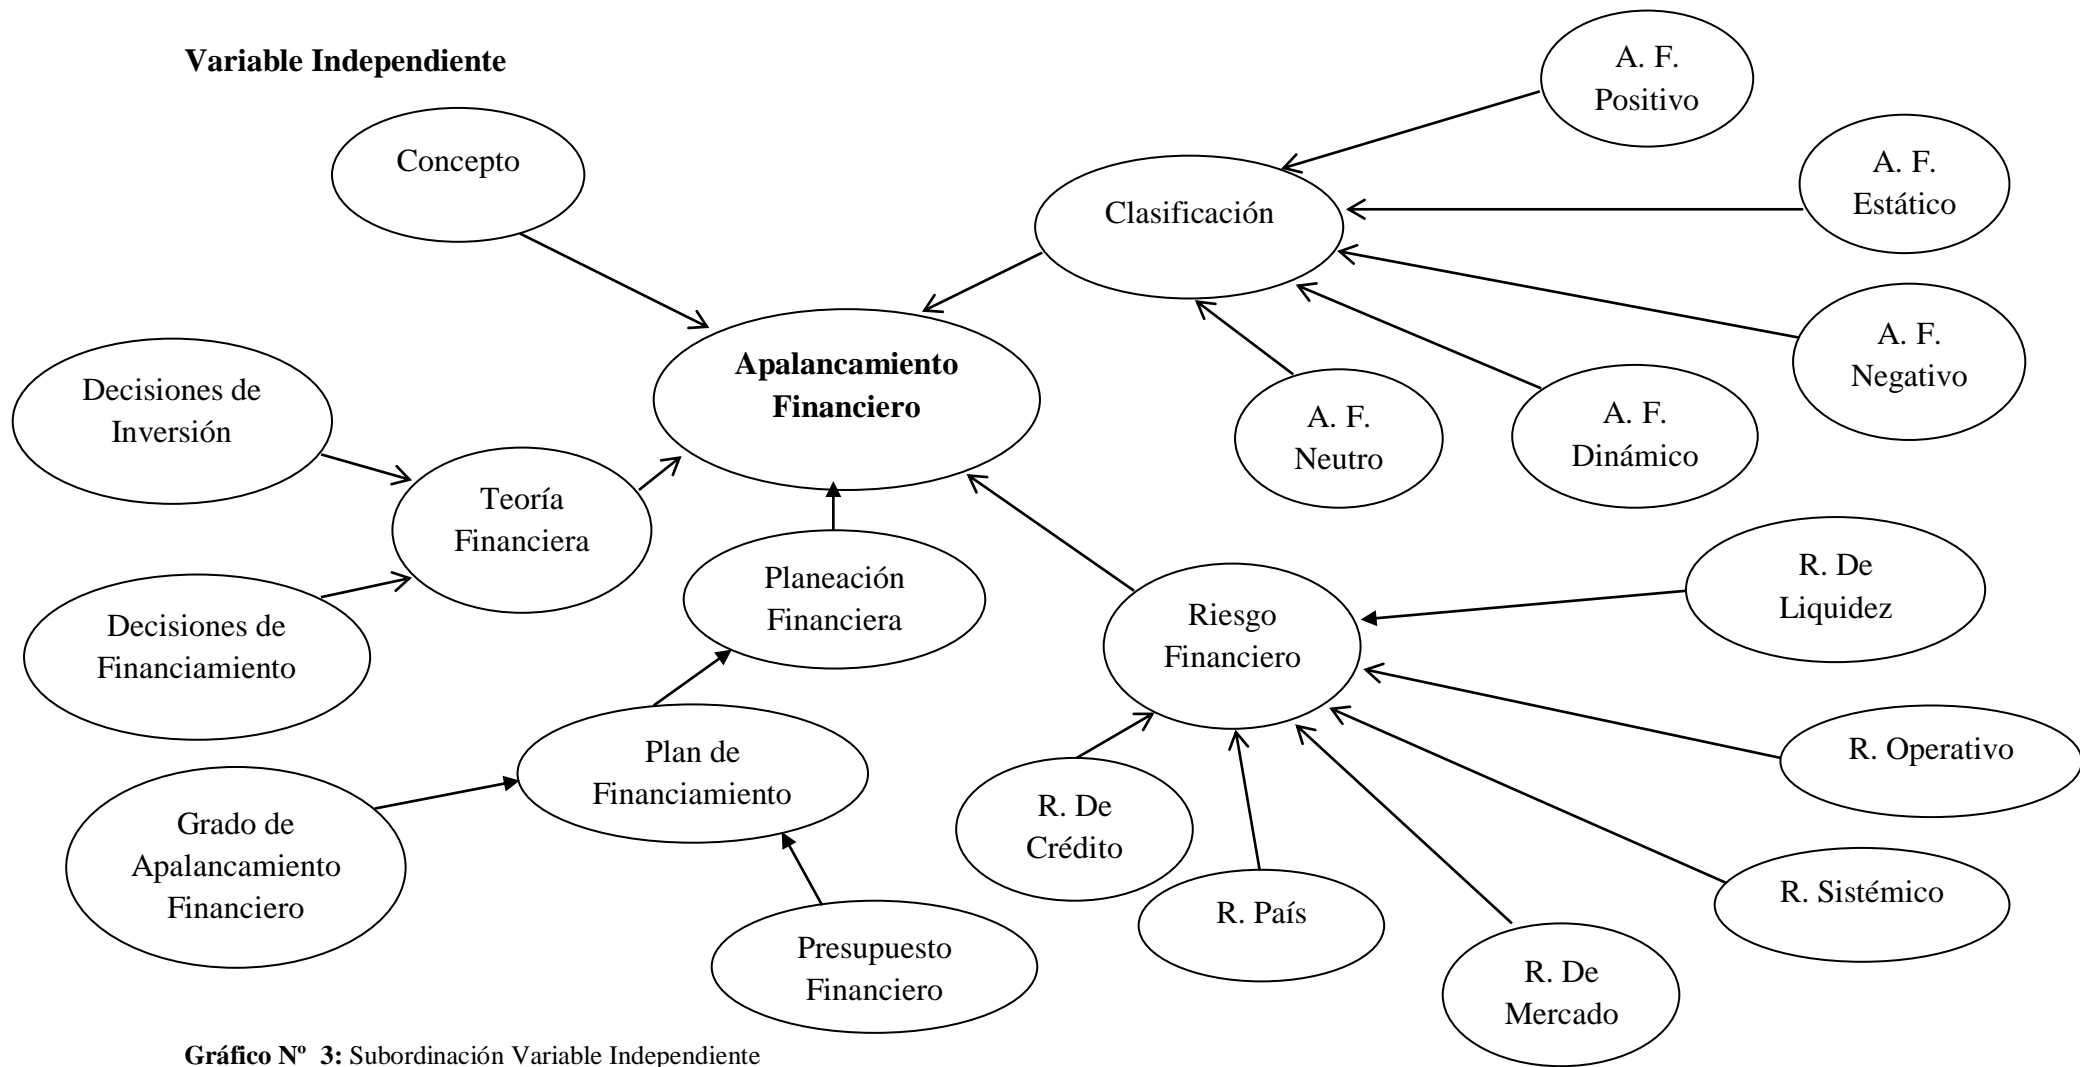 Variable Independiente
Concepto
Clasificación
A. F.
Positivo
A. F.
Estático
A. F.
Negativo
A. F.
Dinámico
A. F.
Neutro
Apalancamiento
Financiero
Decisiones de
Inversión
Teoría
Financiera
Decisiones de
Financiamiento
Planeación
Financiera
Plan de
Financiamiento
Grado de
Apalancamiento
Financiero
Presupuesto
Financiero
Riesgo
Financiero
R. De
Liquidez
R. Operativo
R. Sistémico
R. De
Mercado
R. País
R. De
Crédito
Gráfico Nº 3: Subordinación Variable Independiente